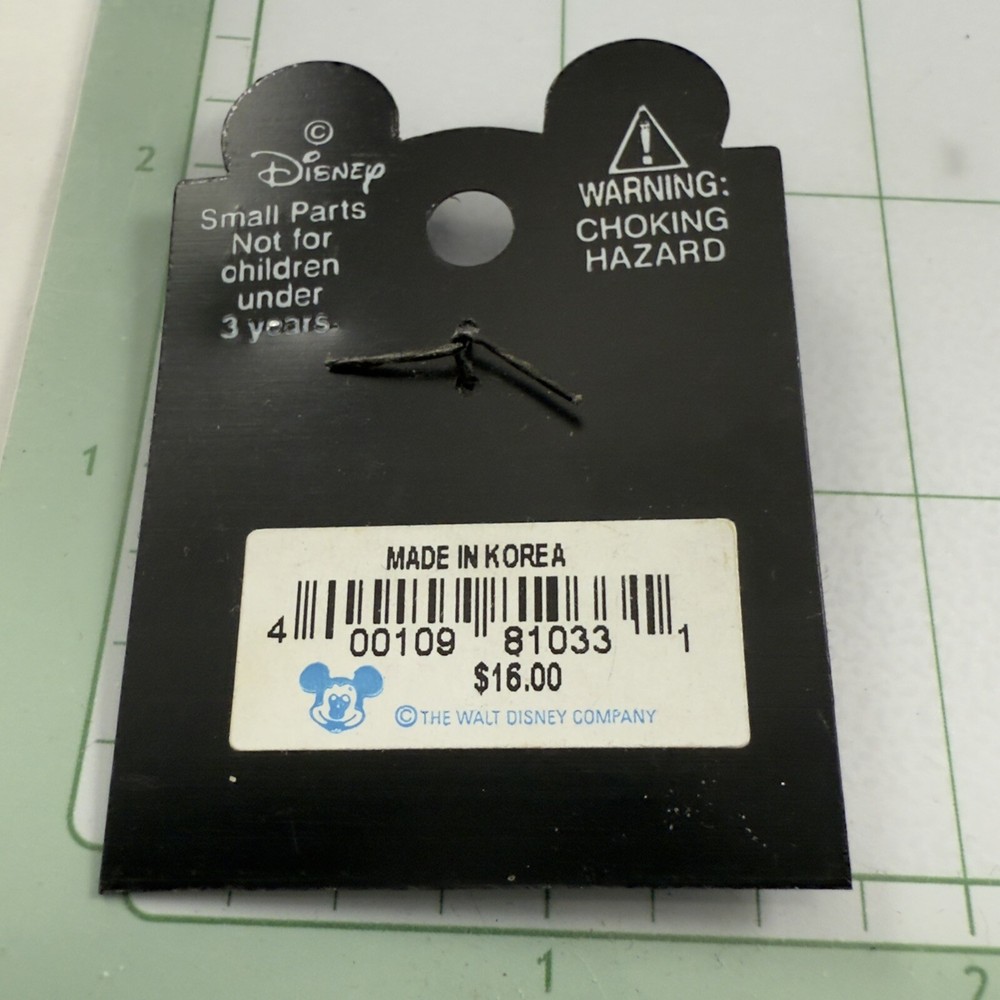 ©
Disney
Small Parts
Not for
children
under
3 years.
WARNING:
CHOKING
HAZARD
MADE IN KOREA
4 00109 81033 1
$16.00
© THE WALT DISNEY COMPANY
2
1
1
2